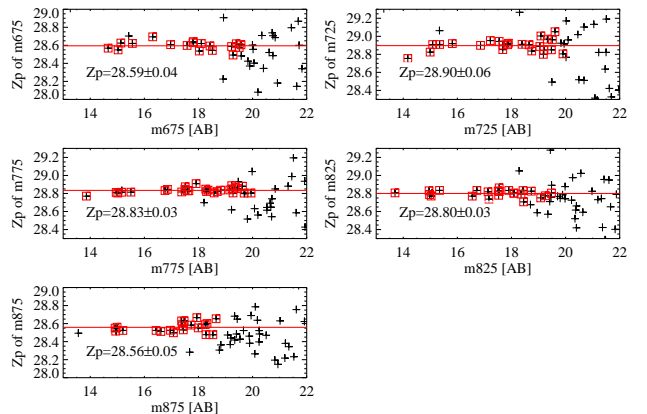 29.0
28.8
28.6
28.4
28.2
28.0
Zp of m675
Zp=28.59±0.04
14 16 18 20 22
m675 [AB]
29.2
29.0
28.8
28.6
28.4
Zp of m725
Zp=28.90±0.06
14 16 18 20 22
m725 [AB]
29.2
29.0
28.8
28.6
28.4
Zp of m775
Zp=28.83±0.03
14 16 18 20 22
m775 [AB]
29.2
29.0
28.8
28.6
28.4
Zp of m825
Zp=28.80±0.03
14 16 18 20 22
m825 [AB]
29.0
28.8
28.6
28.4
28.2
28.0
Zp of m875
Zp=28.56±0.05
14 16 18 20 22
m875 [AB]